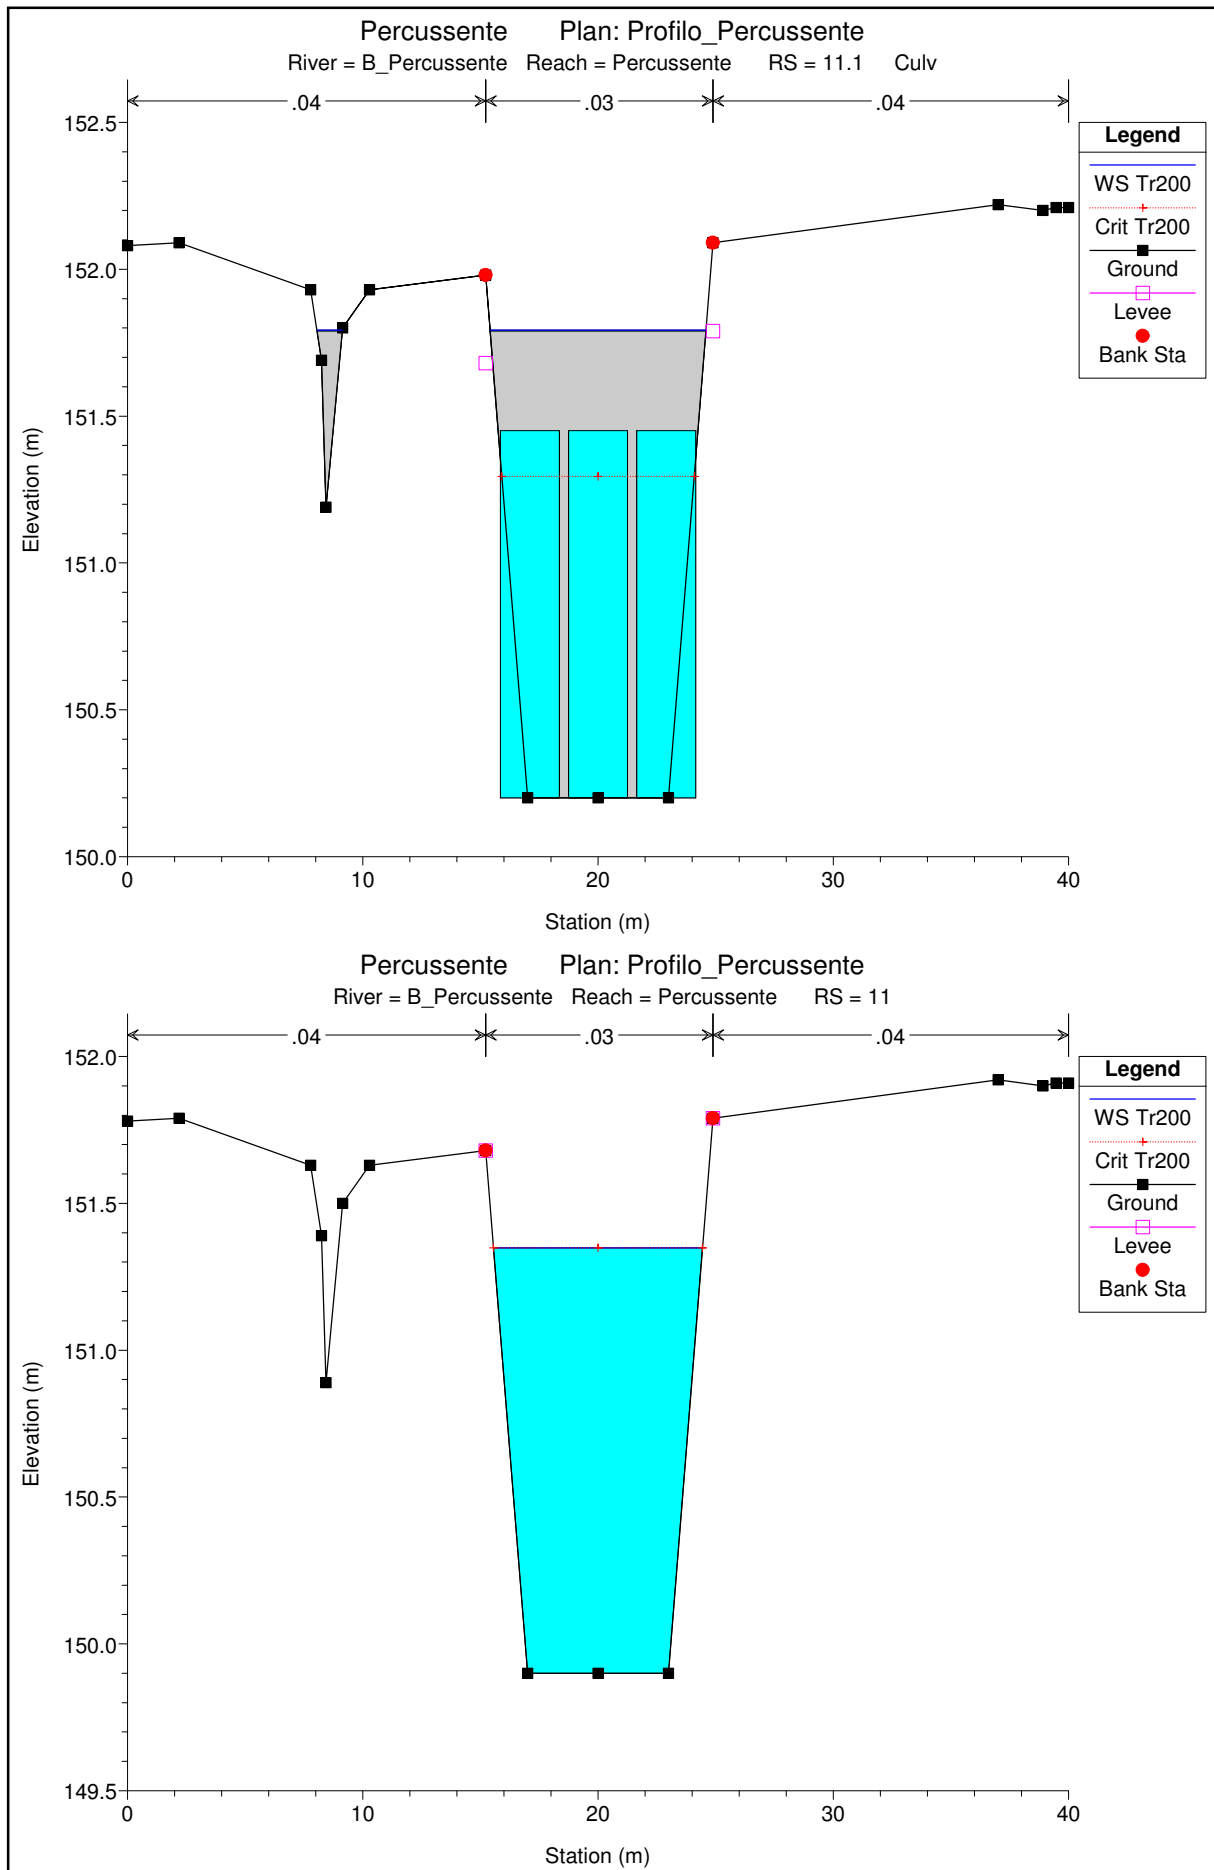 Percussente Plan: Profilo_Percussente
River = B_Percussente Reach = Percussente RS = 11.1 Culv
.04 .03 .04
Legend
WS Tr200
Crit Tr200
Ground
Levee
Bank Sta
152.5
152.0
151.5
151.0
150.5
150.0
Elevation (m)
0 10 20 30 40
Station (m)
Percussente Plan: Profilo_Percussente
River = B_Percussente Reach = Percussente RS = 11
.04 .03 .04
Legend
WS Tr200
Crit Tr200
Ground
Levee
Bank Sta
152.0
151.5
151.0
150.5
150.0
149.5
Elevation (m)
0 10 20 30 40
Station (m)